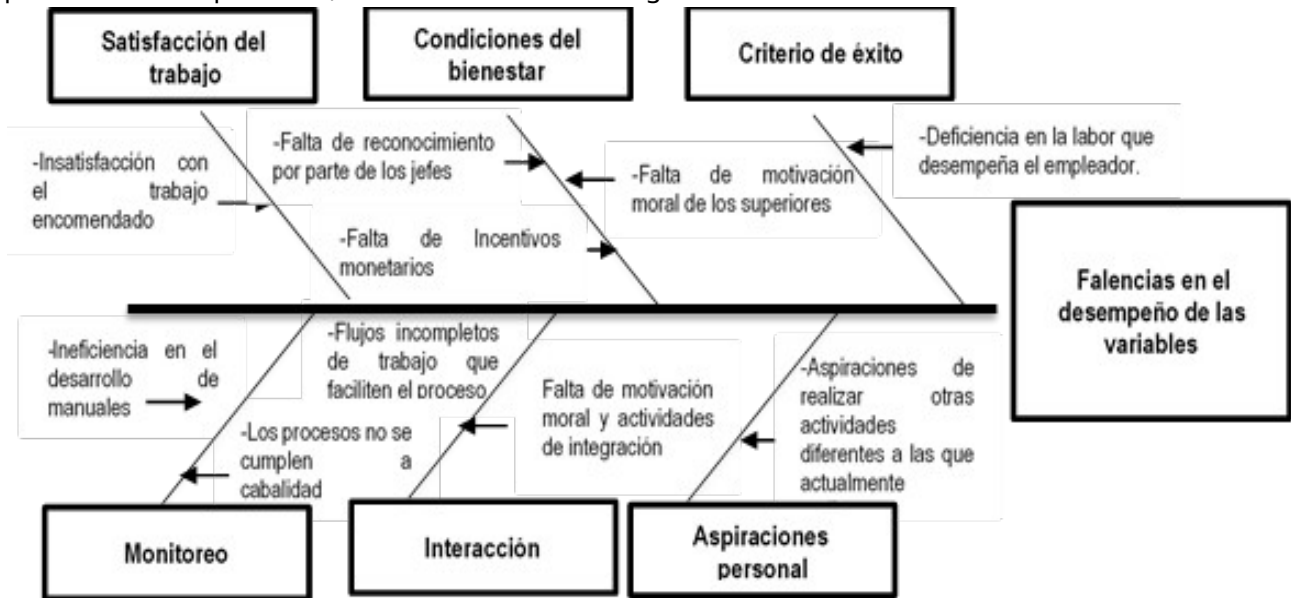 Satisfacción del
trabajo
Condiciones del
bienestar
Criterio de éxito
-Insatisfacción con
el trabajo
encomendado
-Falta de reconocimiento
por parte de los jefes
-Falta de Incentivos
monetarios
-Falta de motivación
moral de los superiores
-Deficiencia en la labor que
desempeña el empleador.
Falencias en el
desempeño de las
variables
-Ineficiencia en el
desarrollo de
manuales
-Los procesos no se
cumplen a
cabalidad
-Flujos incompletos
de trabajo que
faciliten el proceso
Falta de motivación
moral y actividades
de integración
-Aspiraciones de
realizar otras
actividades
diferentes a las que
actualmente
Monitoreo
Interacción
Aspiraciones
personal